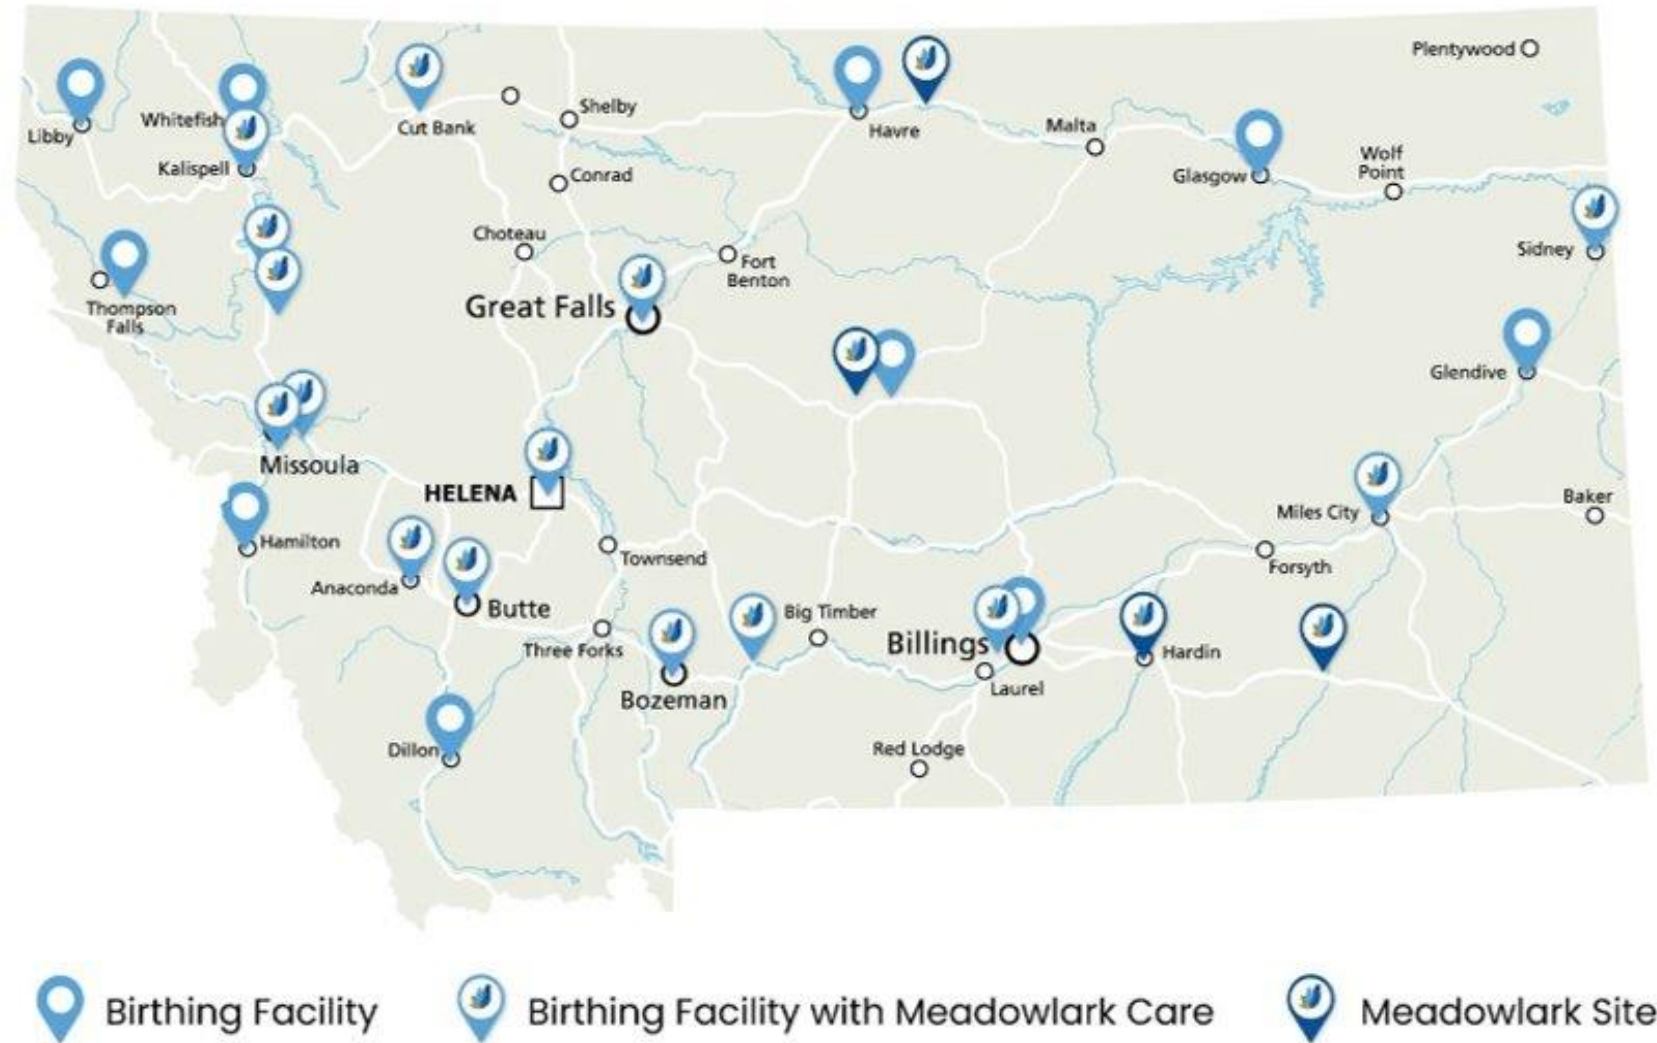 Plentywood
Shelby
Whitefish
Cut Bank
Libby
Havre
Malta
Kalispell
Conrad
Glasgow
Wolf
Point
Choteau
Sidney
Fort
Benton
Thompson
Falls
Great Falls
Glendive
Missoula
HELENA
Baker
Miles City
Hamilton
Townsend
Forsyth
Anaconda
Butte
Big Timber
Three Forks
Billings
Hardin
Laurel
Bozeman
Dillon
Red Lodge
Birthing Facility
Birthing Facility with Meadowlark Care
Meadowlark Site